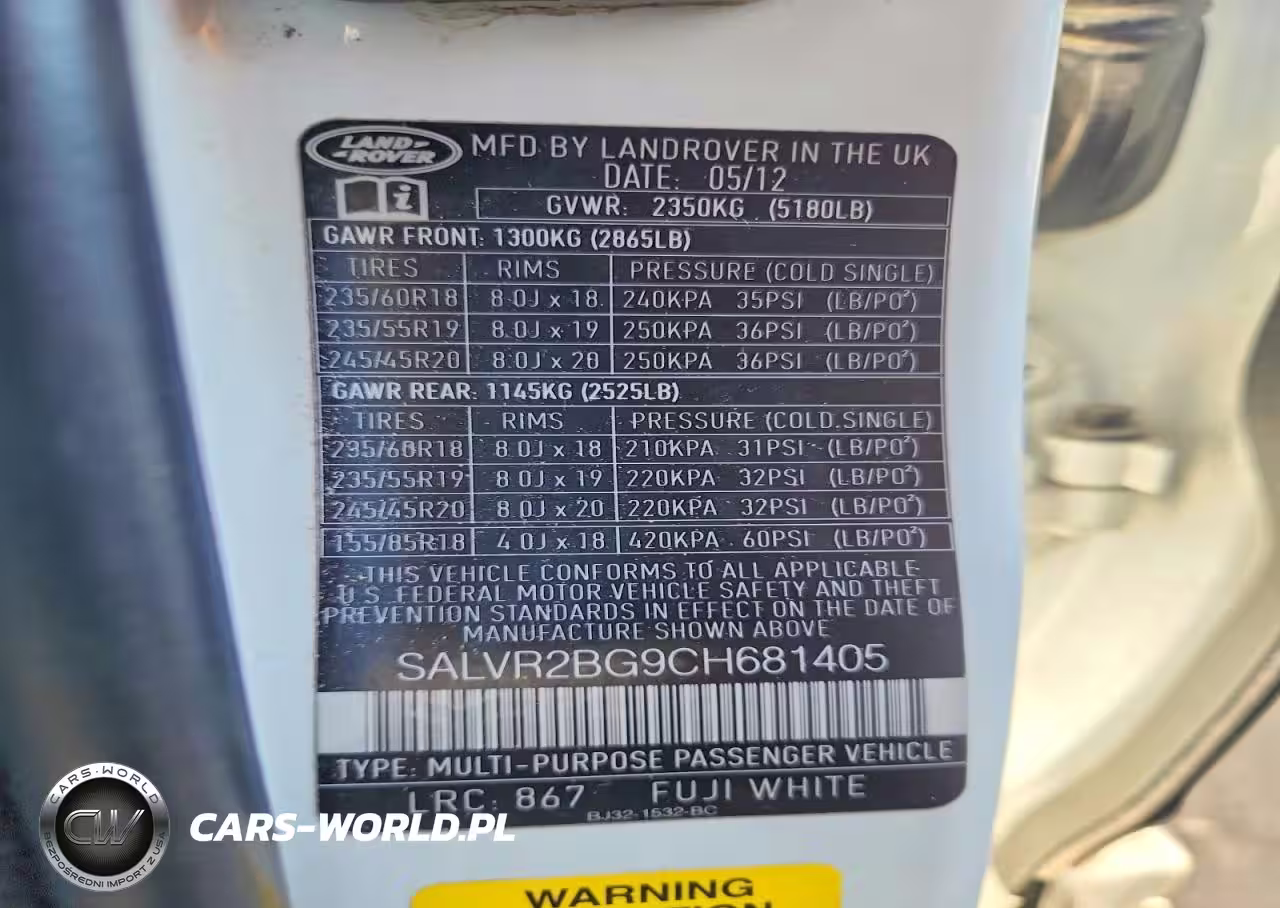 LAND-ROVER
MFD BY LANDROVER IN THE UK
DATE: 05/12
GVWR: 2350KG (5180LB)
GAWR FRONT: 1300KG (2865LB)
TIRES RIMS PRESSURE (COLD SINGLE)
235/60R18 8.0J x 18 240KPA 35PSI (LB/PO²)
235/55R19 8.0J x 19 250KPA 36PSI (LB/PO²)
245/45R20 8.0J x 20 250KPA 36PSI (LB/PO²)
GAWR REAR: 1145KG (2525LB)
TIRES RIMS PRESSURE (COLD SINGLE)
235/60R18 8.0J x 18 210KPA 31PSI (LB/PO²)
235/55R19 8.0J x 19 220KPA 32PSI (LB/PO²)
245/45R20 8.0J x 20 220KPA 32PSI (LB/PO²)
155/85R18 4.0J x 18 420KPA 60PSI (LB/PO²)
THIS VEHICLE CONFORMS TO ALL APPLICABLE
U.S. FEDERAL MOTOR VEHICLE SAFETY AND THEFT
PREVENTION STANDARDS IN EFFECT ON THE DATE OF
MANUFACTURE SHOWN ABOVE
SALVR2BG9CH681405
TYPE: MULTI-PURPOSE PASSENGER VEHICLE
LRC: 867 FUJI WHITE
BJ32-1532-BC
CARS-WORLD
CW
BEZPOŚREDNI IMPORT Z USA
CARS-WORLD.PL
WARNING